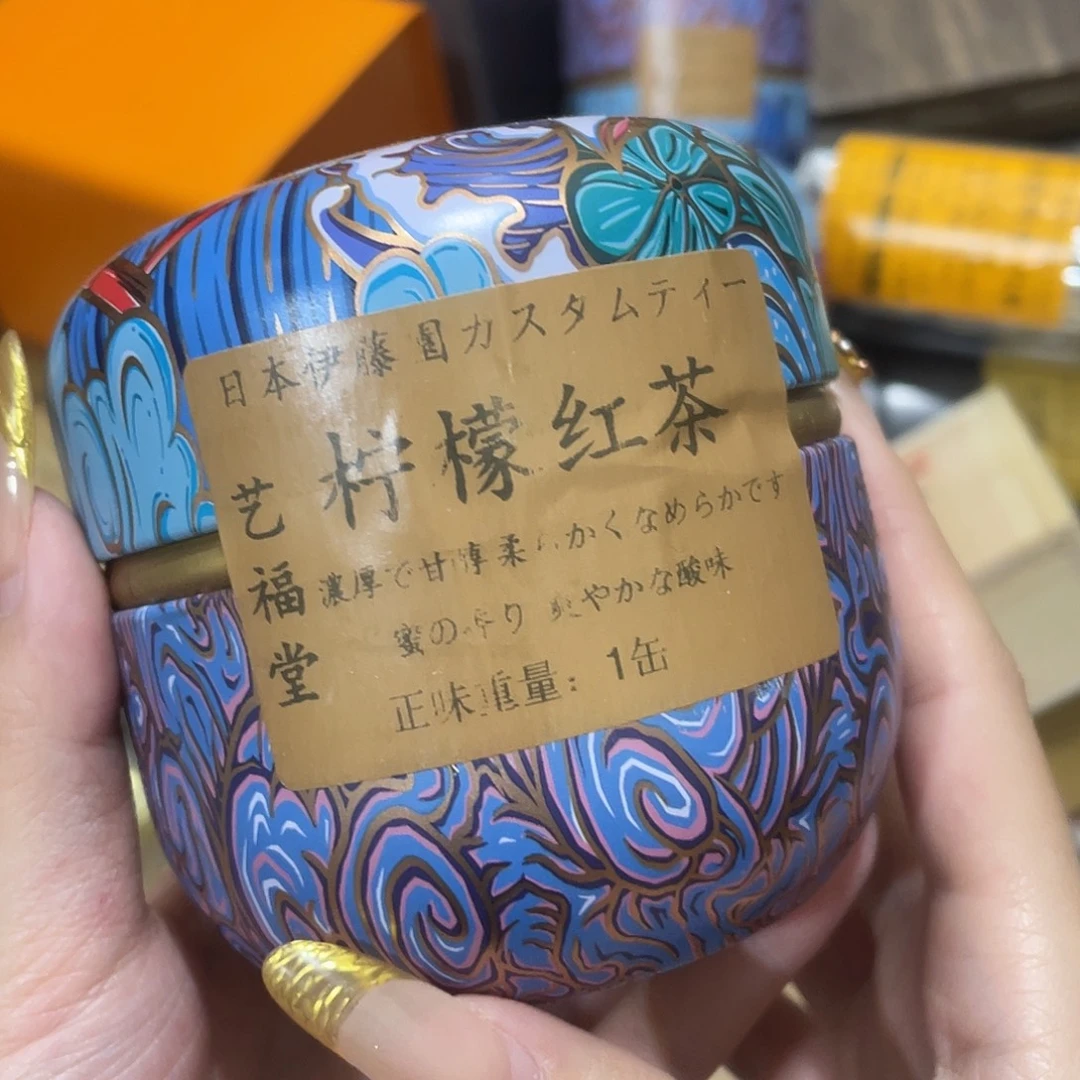 日本伊藤園カスタムティー
柠檬红茶
艺福堂
濃厚で甘醇柔らかくなめらかです
蜜の香り 爽やかな酸味
正味重量：1缶